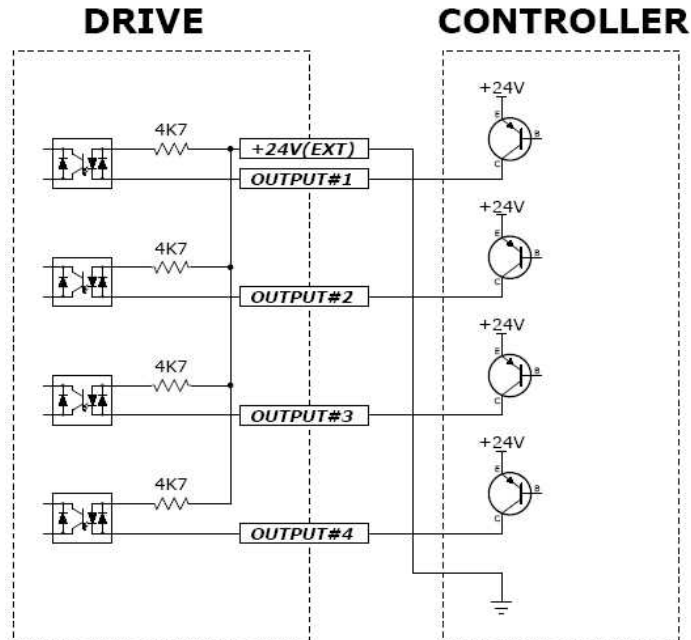 DRIVE
CONTROLLER
+24V
E
B
C
4K7
+24V(EXT)
OUTPUT#1
+24V
E
B
C
4K7
OUTPUT#2
+24V
E
B
C
4K7
OUTPUT#3
+24V
E
B
C
4K7
OUTPUT#4